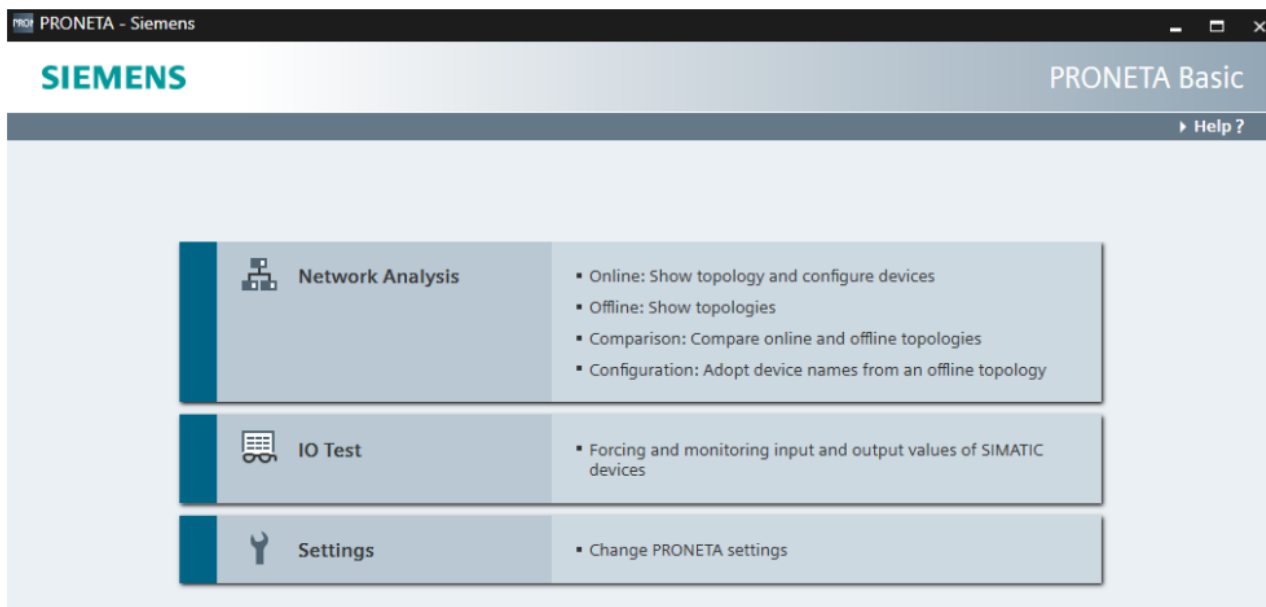 PRONETA - Siemens
SIEMENS
PRONETA Basic
Help ?
Network Analysis
▪ Online: Show topology and configure devices
▪ Offline: Show topologies
▪ Comparison: Compare online and offline topologies
▪ Configuration: Adopt device names from an offline topology
IO Test
▪ Forcing and monitoring input and output values of SIMATIC
devices
Settings
▪ Change PRONETA settings